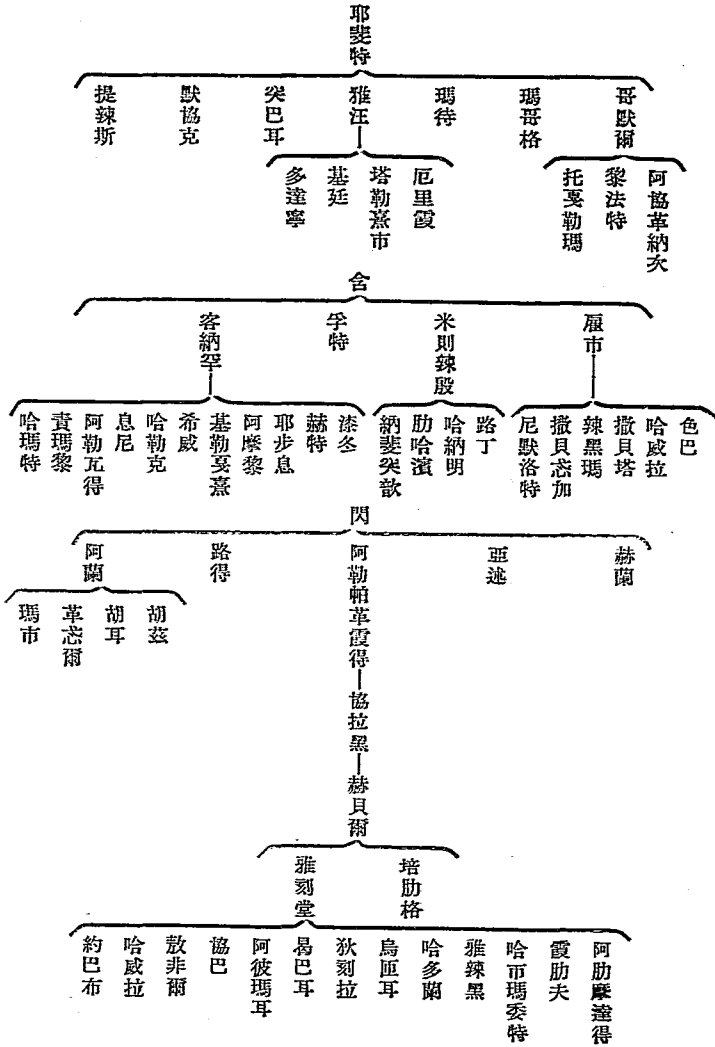 耶斐特
哥默爾
瑪哥格
瑪待
雅汪
突巴耳
默協克
提辣斯
阿協革納次
黎法特
托戛勒瑪
厄里霞
塔勒熹市
基廷
多達寧
含
履市
米則辣殷
孚特
客納罕
色巴
哈威拉
撒貝塔
辣黑瑪
撒貝忒加
尼默洛特
路丁
哈納明
肋哈濱
納斐突歆
漆冬
赫特
耶步息
阿摩黎
基勒戛熹
希威
哈勒克
息尼
阿勒瓦得
責瑪黎
哈瑪特
閃
赫蘭
亞述
阿勒帕革霞得
路得
阿蘭
胡茲
胡耳
革忒爾
瑪市
協拉黑
赫貝爾
培肋格
雅刻堂
阿肋摩達得
霞肋夫
哈市瑪委特
雅辣黑
哈多蘭
烏匝耳
狄刻拉
曷巴耳
阿彼瑪耳
協巴
敖非爾
哈威拉
約巴布